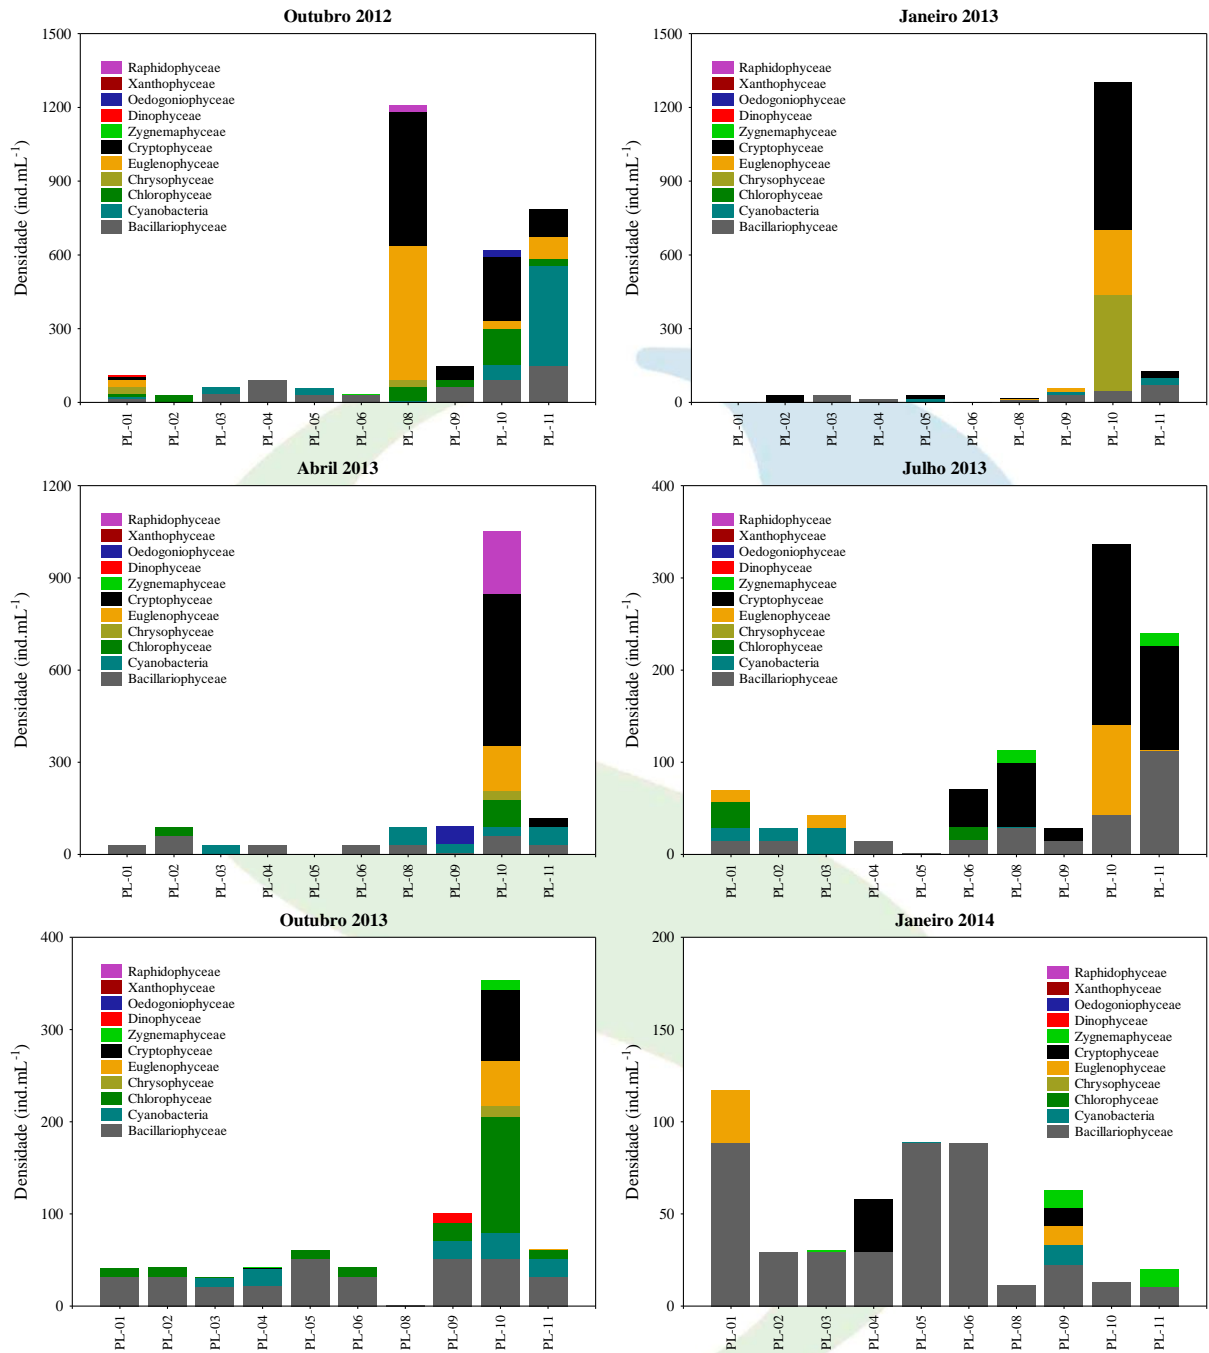 Outubro 2012
Densidade (ind.mL-1)
1500
1200
900
600
300
0
Raphidophyceae
Xanthophyceae
Oedogoniophyceae
Dinophyceae
Zygnemaphyceae
Cryptophyceae
Euglenophyceae
Chrysophyceae
Chlorophyceae
Cyanobacteria
Bacillariophyceae
PL-01
PL-02
PL-03
PL-04
PL-05
PL-06
PL-08
PL-09
PL-10
PL-11
Janeiro 2013
Densidade (ind.mL-1)
1500
1200
900
600
300
0
Raphidophyceae
Xanthophyceae
Oedogoniophyceae
Dinophyceae
Zygnemaphyceae
Cryptophyceae
Euglenophyceae
Chrysophyceae
Chlorophyceae
Cyanobacteria
Bacillariophyceae
PL-01
PL-02
PL-03
PL-04
PL-05
PL-06
PL-08
PL-09
PL-10
PL-11
Abril 2013
Densidade (ind.mL-1)
1200
900
600
300
0
Raphidophyceae
Xanthophyceae
Oedogoniophyceae
Dinophyceae
Zygnemaphyceae
Cryptophyceae
Euglenophyceae
Chrysophyceae
Chlorophyceae
Cyanobacteria
Bacillariophyceae
PL-01
PL-02
PL-03
PL-04
PL-05
PL-06
PL-08
PL-09
PL-10
PL-11
Julho 2013
Densidade (ind.mL-1)
400
300
200
100
0
Raphidophyceae
Xanthophyceae
Oedogoniophyceae
Dinophyceae
Zygnemaphyceae
Cryptophyceae
Euglenophyceae
Chrysophyceae
Chlorophyceae
Cyanobacteria
Bacillariophyceae
PL-01
PL-02
PL-03
PL-04
PL-05
PL-06
PL-08
PL-09
PL-10
PL-11
Outubro 2013
Densidade (ind.mL-1)
400
300
200
100
0
Raphidophyceae
Xanthophyceae
Oedogoniophyceae
Dinophyceae
Zygnemaphyceae
Cryptophyceae
Euglenophyceae
Chrysophyceae
Chlorophyceae
Cyanobacteria
Bacillariophyceae
PL-01
PL-02
PL-03
PL-04
PL-05
PL-06
PL-08
PL-09
PL-10
PL-11
Janeiro 2014
Densidade (ind.mL-1)
200
150
100
50
0
Raphidophyceae
Xanthophyceae
Oedogoniophyceae
Dinophyceae
Zygnemaphyceae
Cryptophyceae
Euglenophyceae
Chrysophyceae
Chlorophyceae
Cyanobacteria
Bacillariophyceae
PL-01
PL-02
PL-03
PL-04
PL-05
PL-06
PL-08
PL-09
PL-10
PL-11